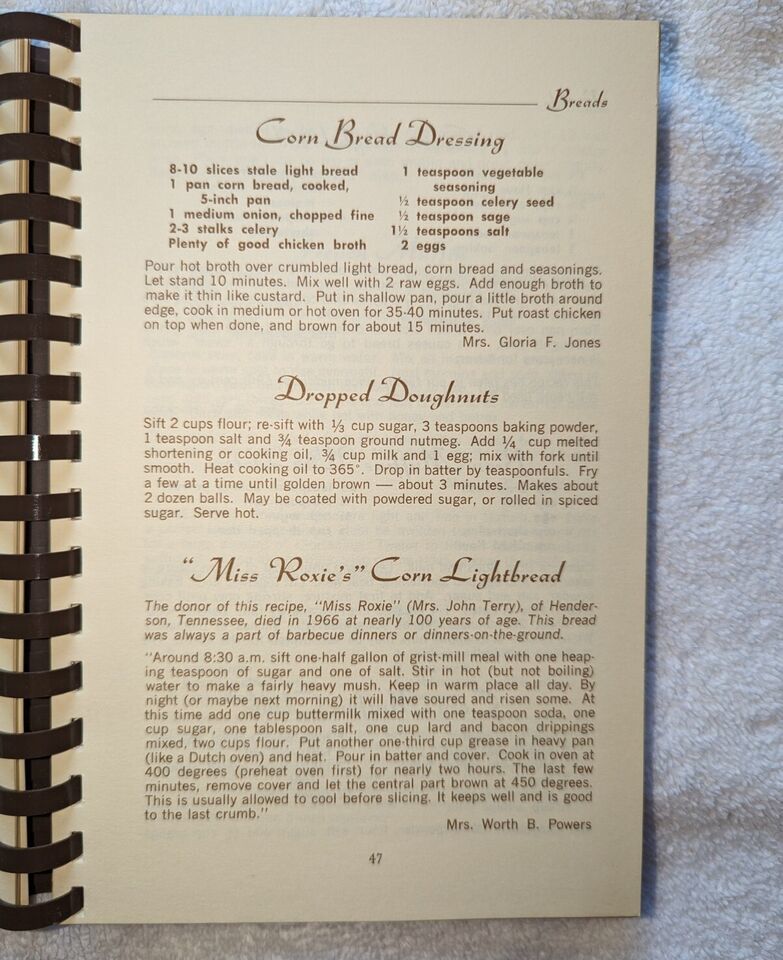 Breads
Corn Bread Dressing
8-10 slices stale light bread
1 pan corn bread, cooked,
5-inch pan
1 medium onion, chopped fine
2-3 stalks celery
Plenty of good chicken broth
1 teaspoon vegetable
seasoning
½ teaspoon celery seed
½ teaspoon sage
1½ teaspoons salt
2 eggs
Pour hot broth over crumbled light bread, corn bread and seasonings.
Let stand 10 minutes. Mix well with 2 raw eggs. Add enough broth to
make it thin like custard. Put in shallow pan, pour a little broth around
edge, cook in medium or hot oven for 35-40 minutes. Put roast chicken
on top when done, and brown for about 15 minutes.
Mrs. Gloria F. Jones
Dropped Doughnuts
Sift 2 cups flour; re-sift with ⅓ cup sugar, 3 teaspoons baking powder,
1 teaspoon salt and ¾ teaspoon ground nutmeg. Add ¼ cup melted
shortening or cooking oil, ¾ cup milk and 1 egg; mix with fork until
smooth. Heat cooking oil to 365°. Drop in batter by teaspoonfuls. Fry
a few at a time until golden brown — about 3 minutes. Makes about
2 dozen balls. May be coated with powdered sugar, or rolled in spiced
sugar. Serve hot.
"Miss Roxie's" Corn Lightbread
The donor of this recipe, "Miss Roxie" (Mrs. John Terry), of Hender-
son, Tennessee, died in 1966 at nearly 100 years of age. This bread
was always a part of barbecue dinners or dinners-on-the-ground.
"Around 8:30 a.m. sift one-half gallon of grist-mill meal with one heap-
ing teaspoon of sugar and one of salt. Stir in hot (but not boiling)
water to make a fairly heavy mush. Keep in warm place all day. By
night (or maybe next morning) it will have soured and risen some. At
this time add one cup buttermilk mixed with one teaspoon soda, one
cup sugar, one tablespoon salt, one cup lard and bacon drippings
mixed, two cups flour. Put another one-third cup grease in heavy pan
(like a Dutch oven) and heat. Pour in batter and cover. Cook in oven at
400 degrees (preheat oven first) for nearly two hours. The last few
minutes, remove cover and let the central part brown at 450 degrees.
This is usually allowed to cool before slicing. It keeps well and is good
to the last crumb."
Mrs. Worth B. Powers
47